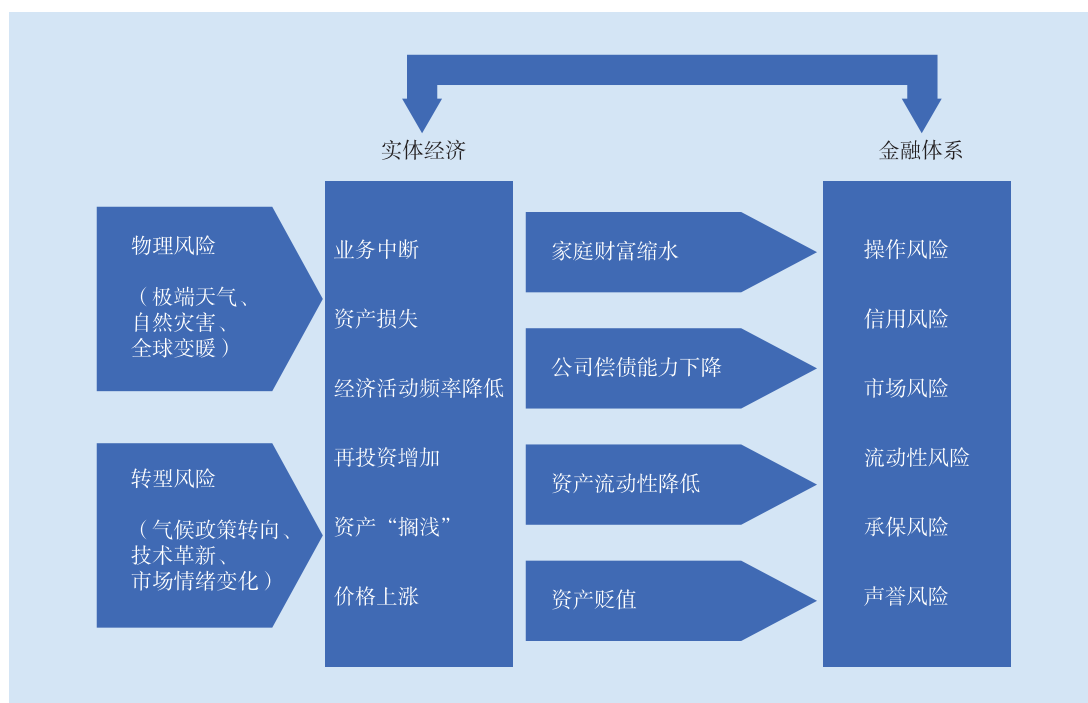 实体经济
金融体系
物理风险
（极端天气、
自然灾害、
全球变暖）
转型风险
（气候政策转向、
技术革新、
市场情绪变化）
业务中断
资产损失
经济活动频率降低
再投资增加
资产“搁浅”
价格上涨
家庭财富缩水
公司偿债能力下降
资产流动性降低
资产贬值
操作风险
信用风险
市场风险
流动性风险
承保风险
声誉风险